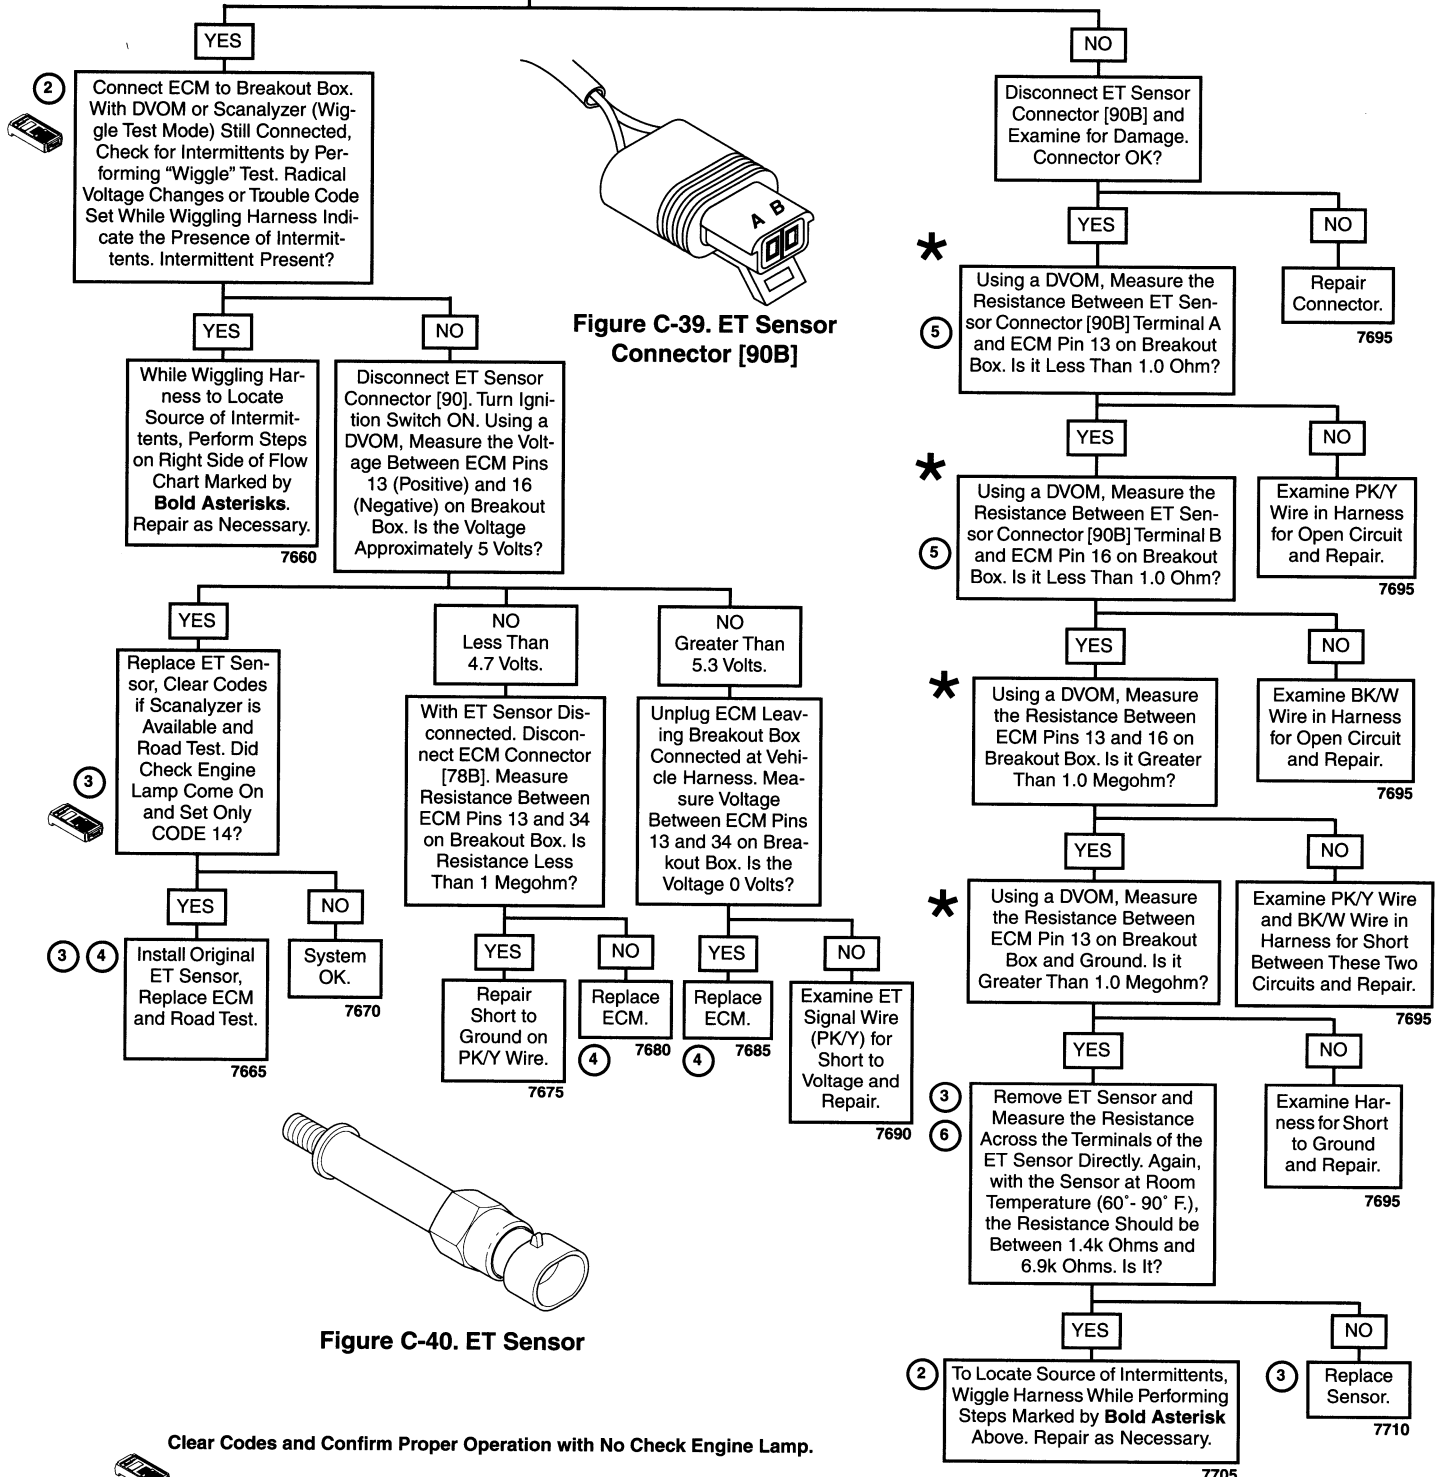 YES
NO
2
Connect ECM to Breakout Box.
With DVOM or Scanalyzer (Wig-
gle Test Mode) Still Connected,
Check for Intermittents by Per-
forming “Wiggle” Test. Radical
Voltage Changes or Trouble Code
Set While Wiggling Harness Indi-
cate the Presence of Intermit-
tents. Intermittent Present?
YES
NO
While Wiggling Har-
ness to Locate
Source of Intermit-
tents, Perform Steps
on Right Side of Flow
Chart Marked by
Bold Asterisks.
Repair as Necessary.
7660
Disconnect ET Sensor
Connector [90]. Turn Igni-
tion Switch ON. Using a
DVOM, Measure the Volt-
age Between ECM Pins
13 (Positive) and 16
(Negative) on Breakout
Box. Is the Voltage
Approximately 5 Volts?
YES
NO
Less Than
4.7 Volts.
NO
Greater Than
5.3 Volts.
Replace ET Sen-
sor, Clear Codes
if Scanalyzer is
Available and
Road Test. Did
Check Engine
Lamp Come On
and Set Only
CODE 14?
3
With ET Sensor Dis-
connected. Discon-
nect ECM Connector
[78B]. Measure
Resistance Between
ECM Pins 13 and 34
on Breakout Box. Is
Resistance Less
Than 1 Megohm?
Unplug ECM Leav-
ing Breakout Box
Connected at Vehi-
cle Harness. Mea-
sure Voltage
Between ECM Pins
13 and 34 on Brea-
kout Box. Is the
Voltage 0 Volts?
YES
NO
YES
NO
YES
NO
3 4
Install Original
ET Sensor,
Replace ECM
and Road Test.
7665
System
OK.
7670
Repair
Short to
Ground on
PK/Y Wire.
7675
Replace
ECM.
7680
4
Replace
ECM.
7685
4
Examine ET
Signal Wire
(PK/Y) for
Short to
Voltage and
Repair.
7690
A B
Figure C-39. ET Sensor
Connector [90B]
Disconnect ET Sensor
Connector [90B] and
Examine for Damage.
Connector OK?
YES
NO
Repair
Connector.
7695
*
5
Using a DVOM, Measure the
Resistance Between ET Sen-
sor Connector [90B] Terminal A
and ECM Pin 13 on Breakout
Box. Is it Less Than 1.0 Ohm?
YES
NO
Examine PK/Y
Wire in Harness
for Open Circuit
and Repair.
7695
*
5
Using a DVOM, Measure the
Resistance Between ET Sen-
sor Connector [90B] Terminal B
and ECM Pin 16 on Breakout
Box. Is it Less Than 1.0 Ohm?
YES
NO
Examine BK/W
Wire in Harness
for Open Circuit
and Repair.
7695
*
Using a DVOM, Measure
the Resistance Between
ECM Pins 13 and 16 on
Breakout Box. Is it Greater
Than 1.0 Megohm?
YES
NO
Examine PK/Y Wire
and BK/W Wire in
Harness for Short
Between These Two
Circuits and Repair.
7695
*
Using a DVOM, Measure
the Resistance Between
ECM Pin 13 on Breakout
Box and Ground. Is it
Greater Than 1.0 Megohm?
YES
NO
Examine Har-
ness for Short
to Ground
and Repair.
7695
3
6
Remove ET Sensor and
Measure the Resistance
Across the Terminals of the
ET Sensor Directly. Again,
with the Sensor at Room
Temperature (60˚- 90˚ F.),
the Resistance Should be
Between 1.4k Ohms and
6.9k Ohms. Is It?
YES
NO
2
To Locate Source of Intermittents,
Wiggle Harness While Performing
Steps Marked by Bold Asterisk
Above. Repair as Necessary.
7705
3
Replace
Sensor.
7710
Figure C-40. ET Sensor
Clear Codes and Confirm Proper Operation with No Check Engine Lamp.